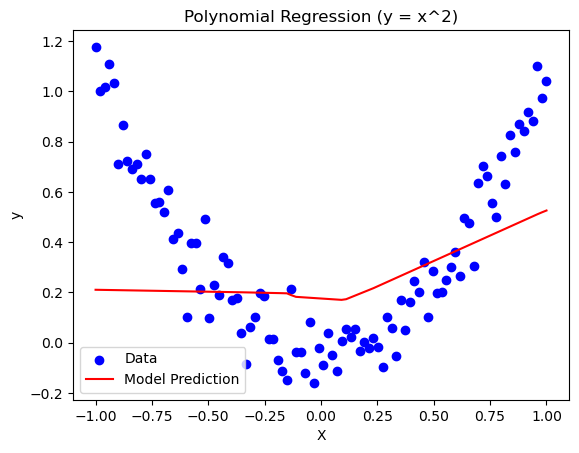 Polynomial Regression (y = x^2)
1.2
1.0
0.8
0.6
0.4
0.2
0.0
−0.2
y
Data
Model Prediction
−1.00 −0.75 −0.50 −0.25 0.00 0.25 0.50 0.75 1.00
X